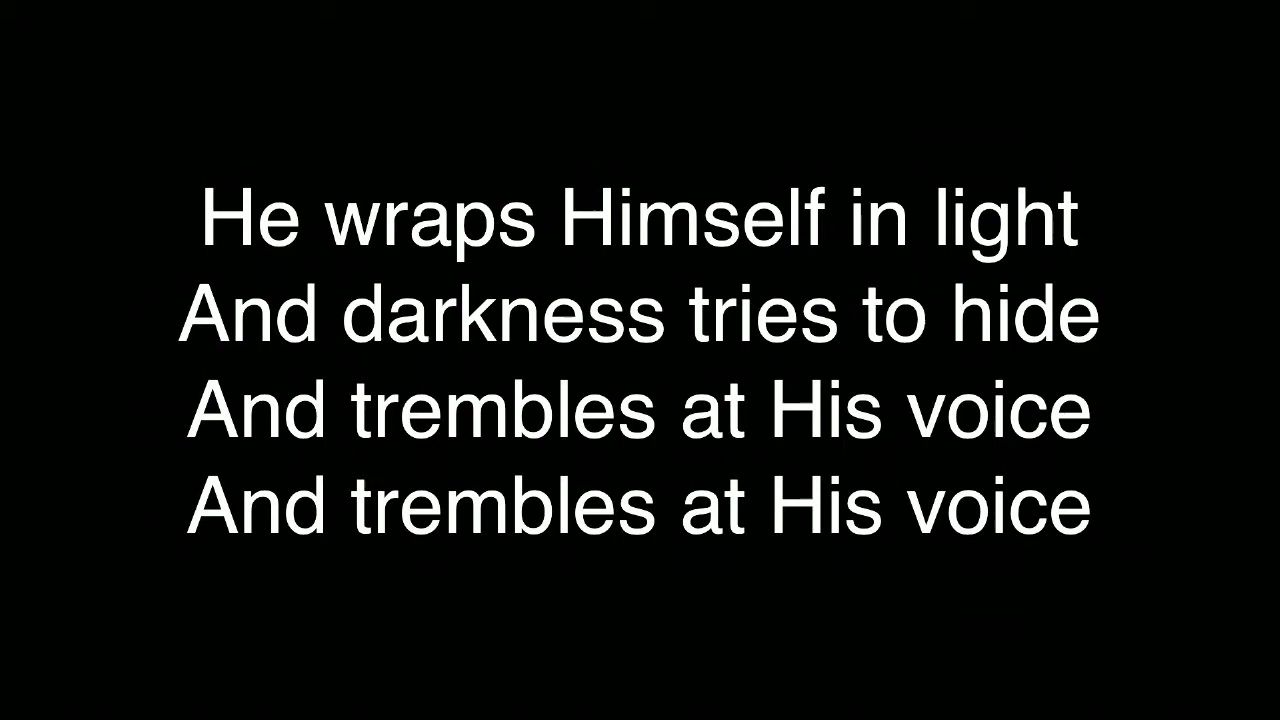 He wraps Himself in light
And darkness tries to hide
And trembles at His voice
And trembles at His voice